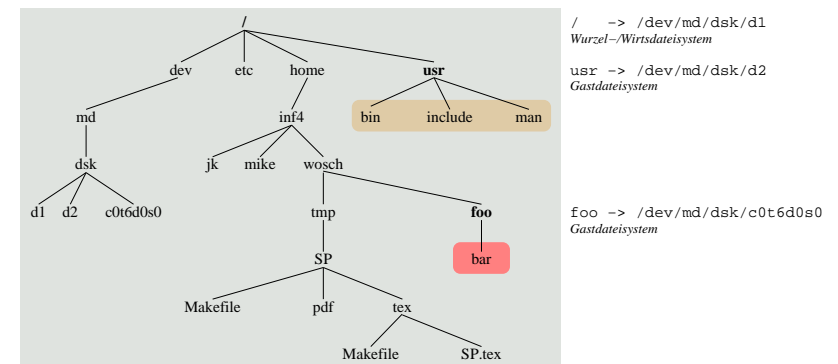 /
/ -> /dev/md/dsk/d1
Wurzel-/Wirtsdateisystem
dev etc home usr
usr -> /dev/md/dsk/d2
Gastdateisystem
md inf4 bin include man
dsk jk mike wosch
d1 d2 c0t6d0s0 tmp foo
foo -> /dev/md/dsk/c0t6d0s0
Gastdateisystem
SP bar
Makefile pdf tex
Makefile SP.tex